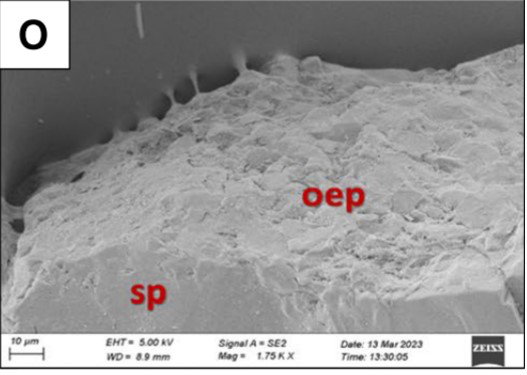 O
oep
sp
10 µm
EHT = 5.00 kV
Signal A = SE2
Date: 13 Mar 2023
ZEISS
WD = 8.9 mm
Mag = 1.75 K X
Time: 13:30:05